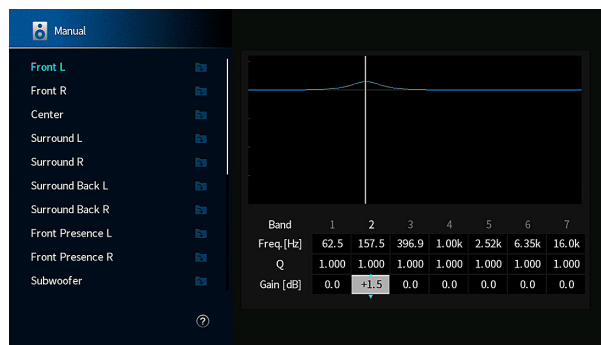 Manual
Front L
Front R
Center
Surround L
Surround R
Surround Back L
Surround Back R
Front Presence L
Front Presence R
Subwoofer
?
Band 1 2 3 4 5 6 7
Freq.[Hz] 62.5 157.5 396.9 1.00k 2.52k 6.35k 16.0k
Q 1.000 1.000 1.000 1.000 1.000 1.000 1.000
Gain [dB] 0.0 +1.5 0.0 0.0 0.0 0.0 0.0